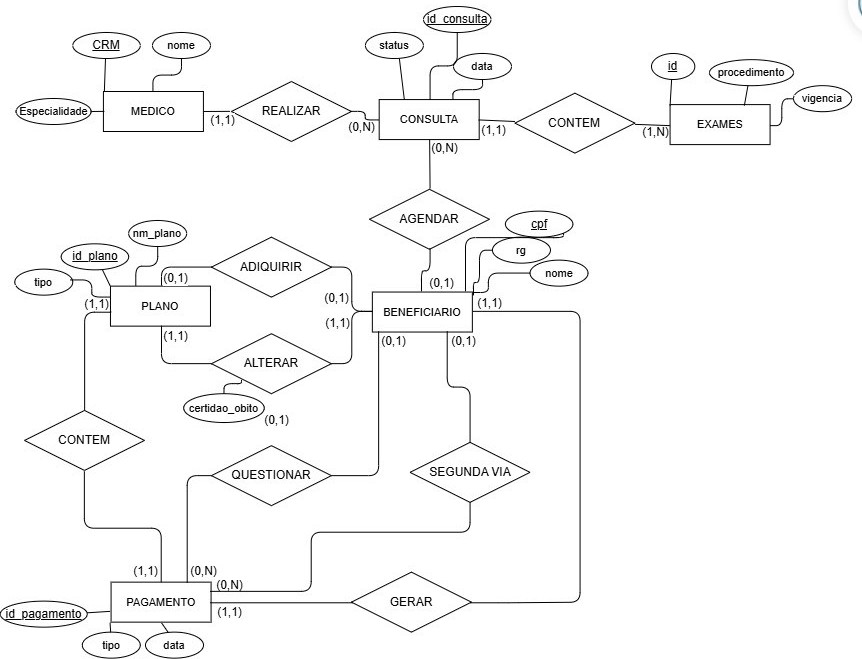 id_consulta
CRM
nome
status
data
id
procedimento
vigencia
Especialidade
MEDICO
(1,1)
REALIZAR
(0,N)
CONSULTA
(1,1)
CONTEM
(1,N)
EXAMES
(0,N)
AGENDAR
cpf
rg
nome
nm_plano
id_plano
tipo
(0,1)
ADIQUIRIR
(0,1)
(0,1)
(1,1)
(1,1)
PLANO
BENEFICIARIO
(1,1)
(1,1)
(0,1)
(0,1)
ALTERAR
certidao_obito
(0,1)
CONTEM
QUESTIONAR
SEGUNDA VIA
(1,1)
(0,N)
(0,N)
PAGAMENTO
(1,1)
GERAR
id_pagamento
tipo
data